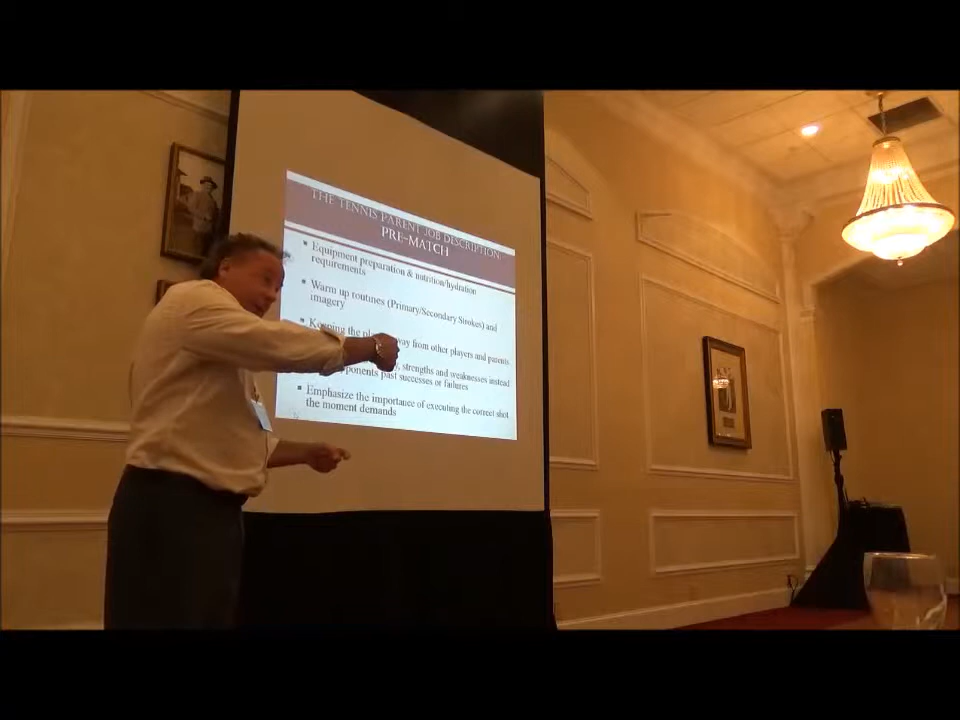 THE TENNIS PARENT JOB DESCRIPTION:
PRE-MATCH
Equipment preparation & nutrition/hydration
requirements
Warm up routines (Primary/Secondary Strokes) and
imagery
Keeping the away from other players and parents
strengths and weaknesses instead
past successes or failures
Emphasize the importance of executing the correct shot
the moment demands